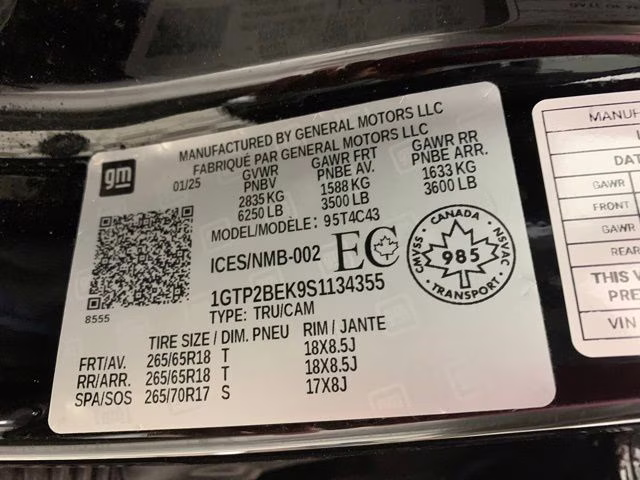 gm
MANUFACTURED BY GENERAL MOTORS LLC
FABRIQUÉ PAR GENERAL MOTORS LLC
01/25
GVWR GAWR FRT GAWR RR
PNBV PNBE AV. PNBE ARR.
2835 KG 1588 KG 1633 KG
6250 LB 3500 LB 3600 LB
MODEL/MODÈLE: 95T4C43
ICES/NMB-002 EC
CANADA
CMVSS 985 NSVAC
TRANSPORT
8555
1GTP2BEK9S1134355
TYPE: TRU/CAM
TIRE SIZE / DIM. PNEU RIM / JANTE
FRT/AV. 265/65R18 T 18X8.5J
RR/ARR. 265/65R18 T 18X8.5J
SPA/SOS 265/70R17 S 17X8J
MANUF
DAT
GAWR
FRONT
GAWR
REAR
THIS V
PRE
VIN